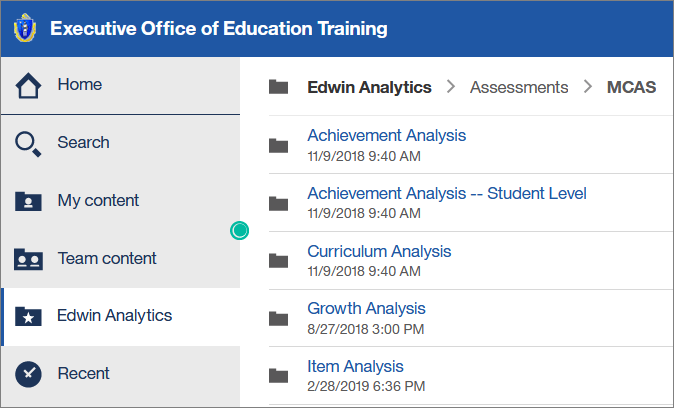 Executive Office of Education Training
Home
Search
My content
Team content
Edwin Analytics
Recent
Edwin Analytics > Assessments > MCAS
Achievement Analysis
11/9/2018 9:40 AM
Achievement Analysis -- Student Level
11/9/2018 9:40 AM
Curriculum Analysis
11/9/2018 9:40 AM
Growth Analysis
8/27/2018 3:00 PM
Item Analysis
2/28/2019 6:36 PM